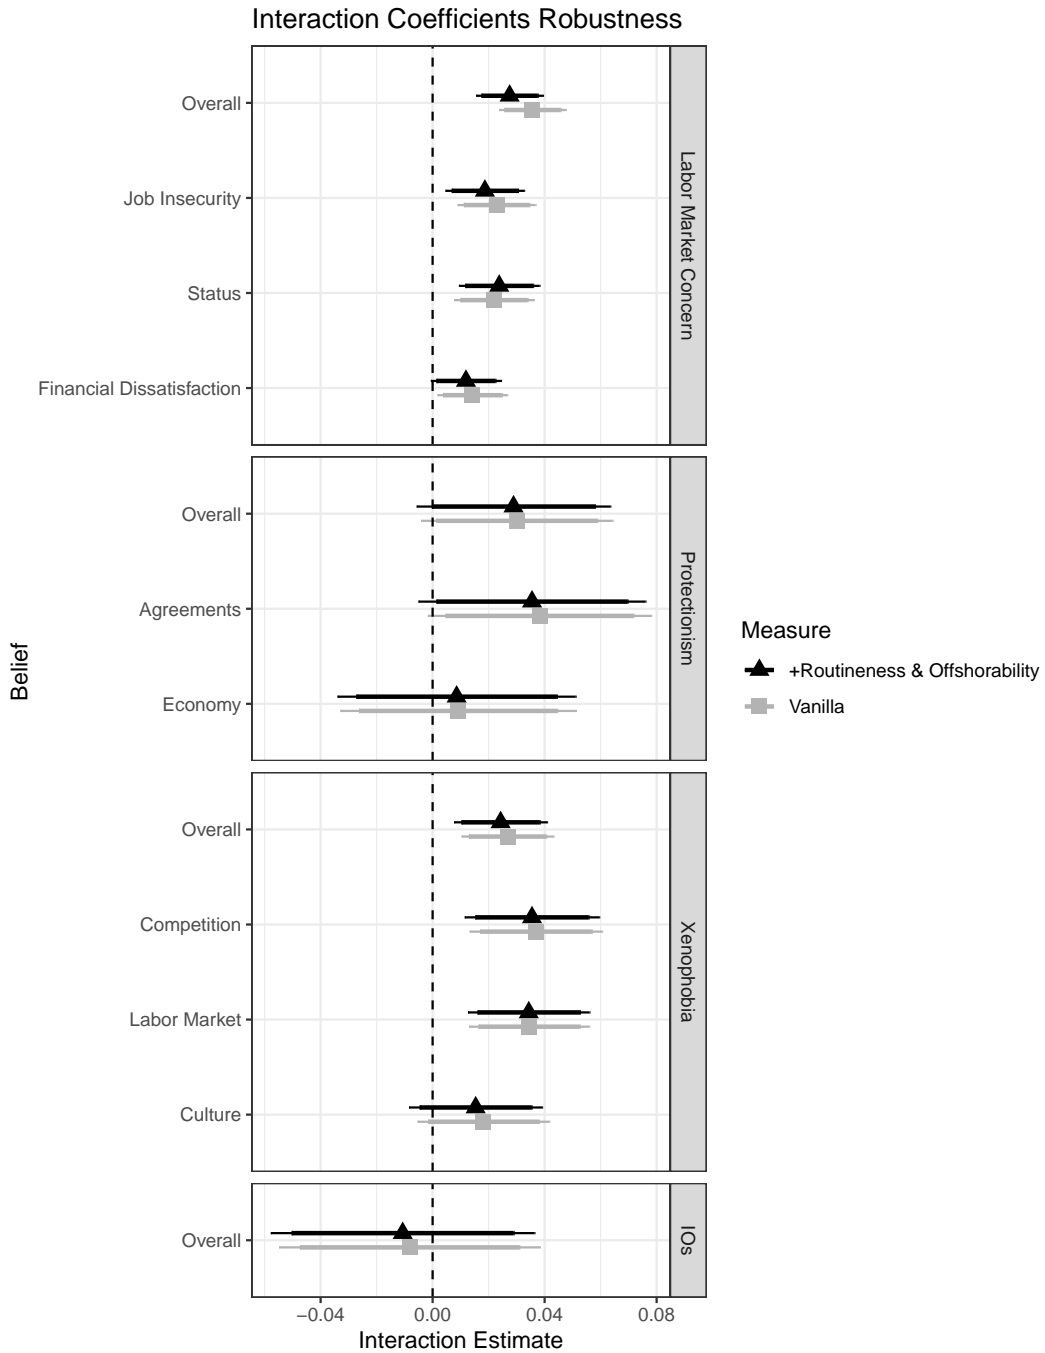 Interaction Coefficients Robustness
Belief
Overall
Job Insecurity
Status
Financial Dissatisfaction
Labor Market Concern
Overall
Agreements
Economy
Protectionism
Overall
Competition
Labor Market
Culture
Xenophobia
Overall
IOs
−0.04 0.00 0.04 0.08
Interaction Estimate
Measure
+Routineness & Offshorability
Vanilla